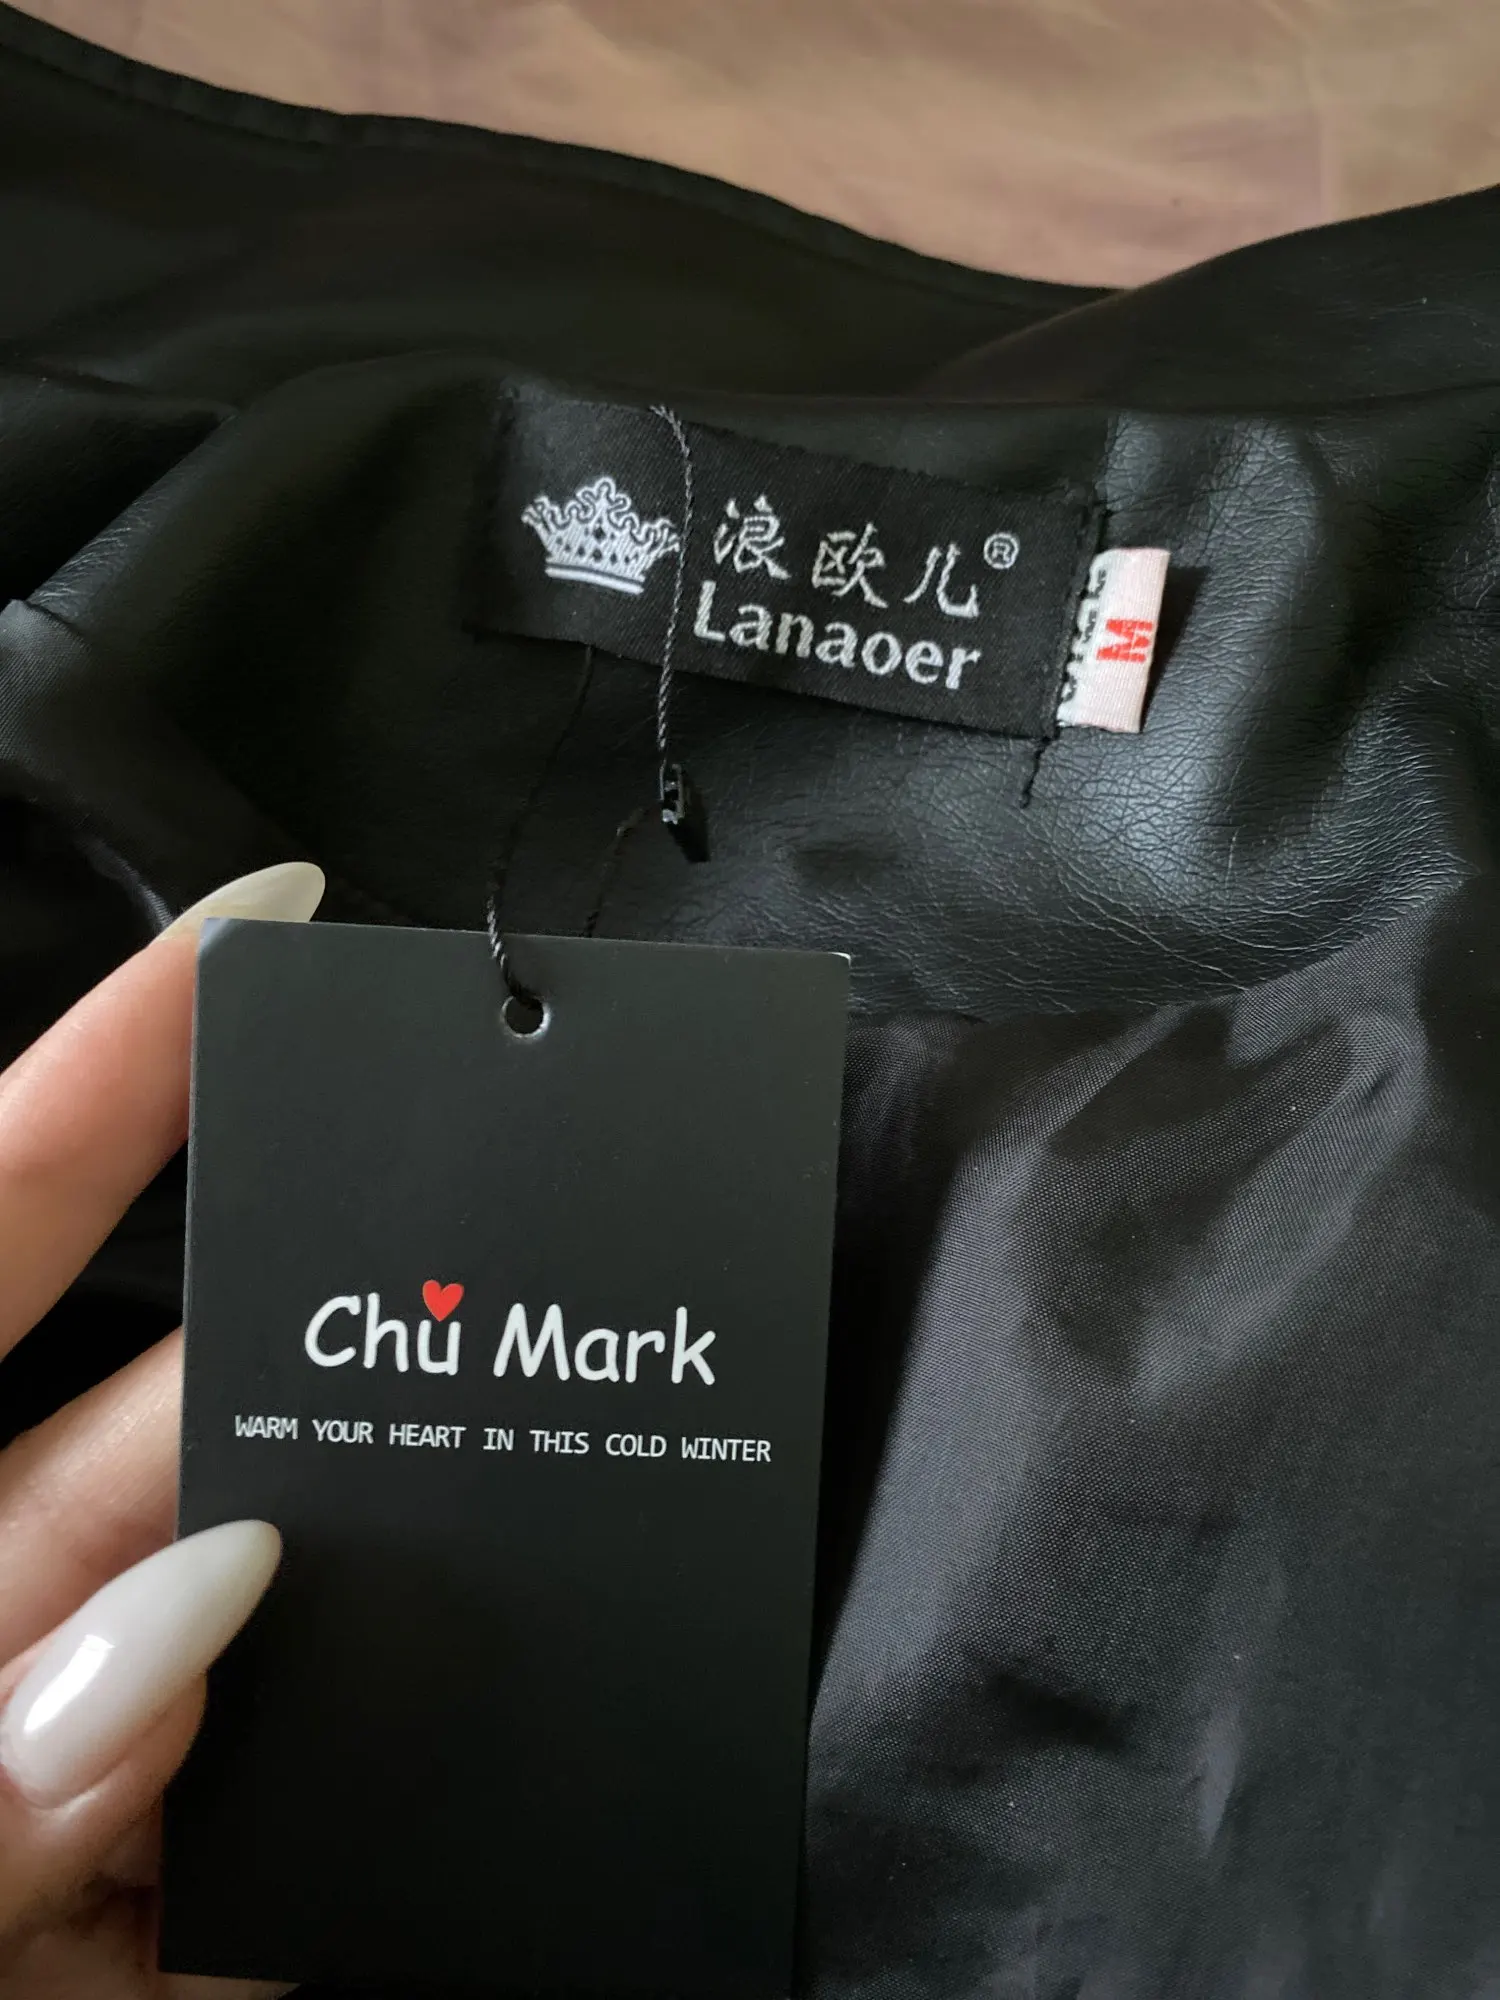 浪欧儿®
Lanaoer
M
Chu Mark
WARM YOUR HEART IN THIS COLD WINTER